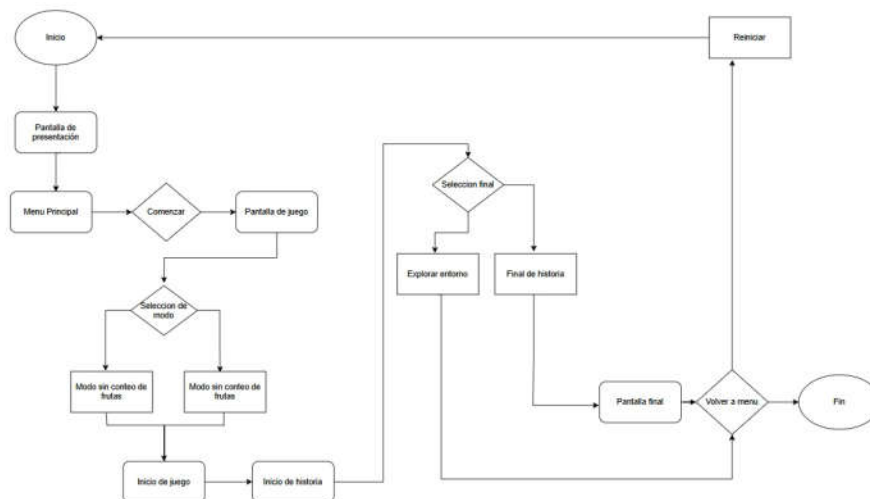 Inicio
Reiniciar
Pantalla de
presentación
Menu Principal
Comenzar
Pantalla de juego
Seleccion final
Explorar entorno
Final de historia
Seleccion de
modo
Modo sin conteo de
frutas
Modo sin conteo de
frutas
Pantalla final
Volver a menu
Fin
Inicio de juego
Inicio de historia